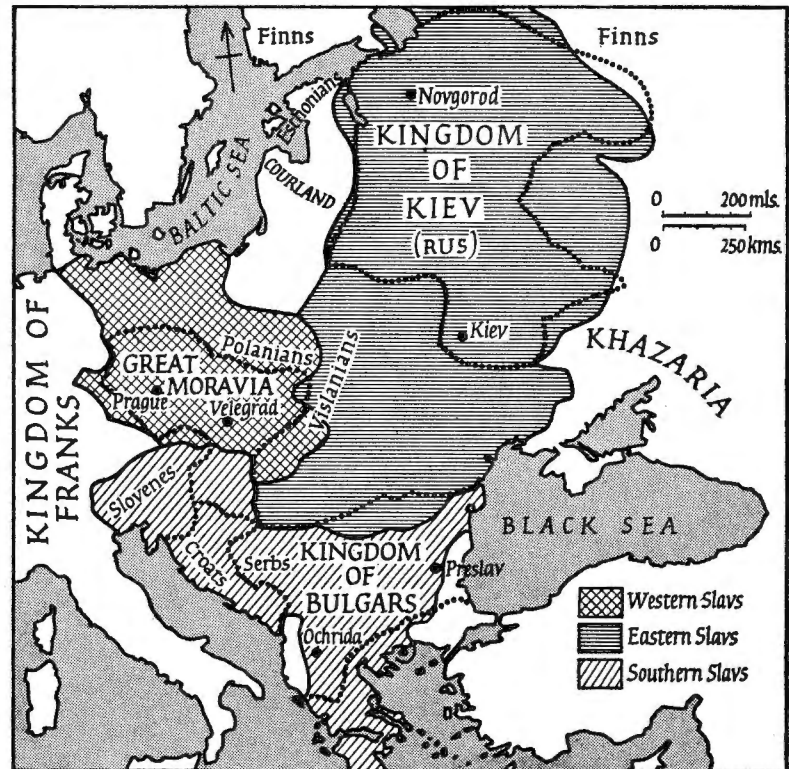 Finns
Finns
Novgorod
Esthonians
KINGDOM
OF
KIEV
(RUS)
COURLAND
BALTIC SEA
0 200 mls.
0 250 kms.
KINGDOM OF
FRANKS
Polanians
Kiev
KHAZARIA
GREAT
MORAVIA
Prague
Velegrad
Vislanians
Slovenes
Croats
Serbs
KINGDOM
OF
BULGARS
Preslav
Ochrida
BLACK SEA
Western Slavs
Eastern Slavs
Southern Slavs